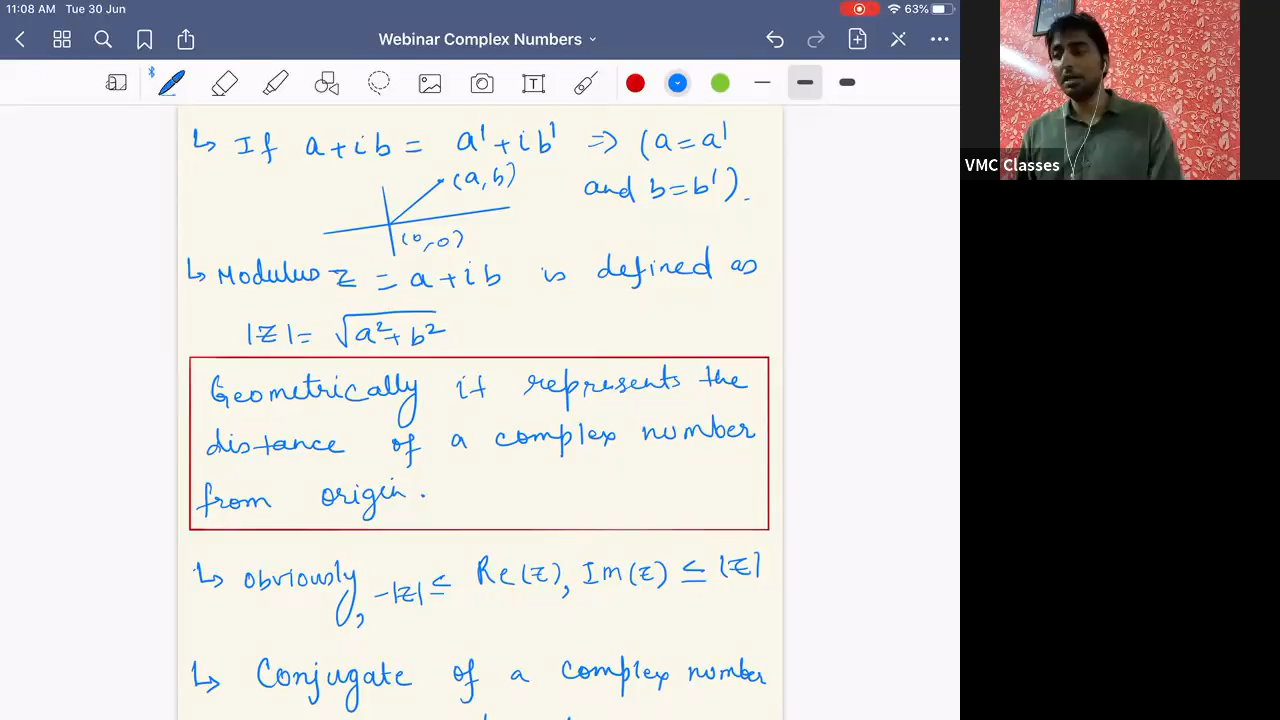 11:08 AM Tue 30 Jun
63%
Webinar Complex Numbers
T
VMC Classes
↳ If a+ib = a'+ib' ⇒ (a=a'
and b=b').
(a,b)
(0,0)
↳ Modulus z = a+ib is defined as
|z| = √a²+b²
Geometrically it represents the
distance of a complex number
from origin.
↳ obviously, -|z| ≤ Re(z), Im(z) ≤ |z|
↳ Conjugate of a complex number